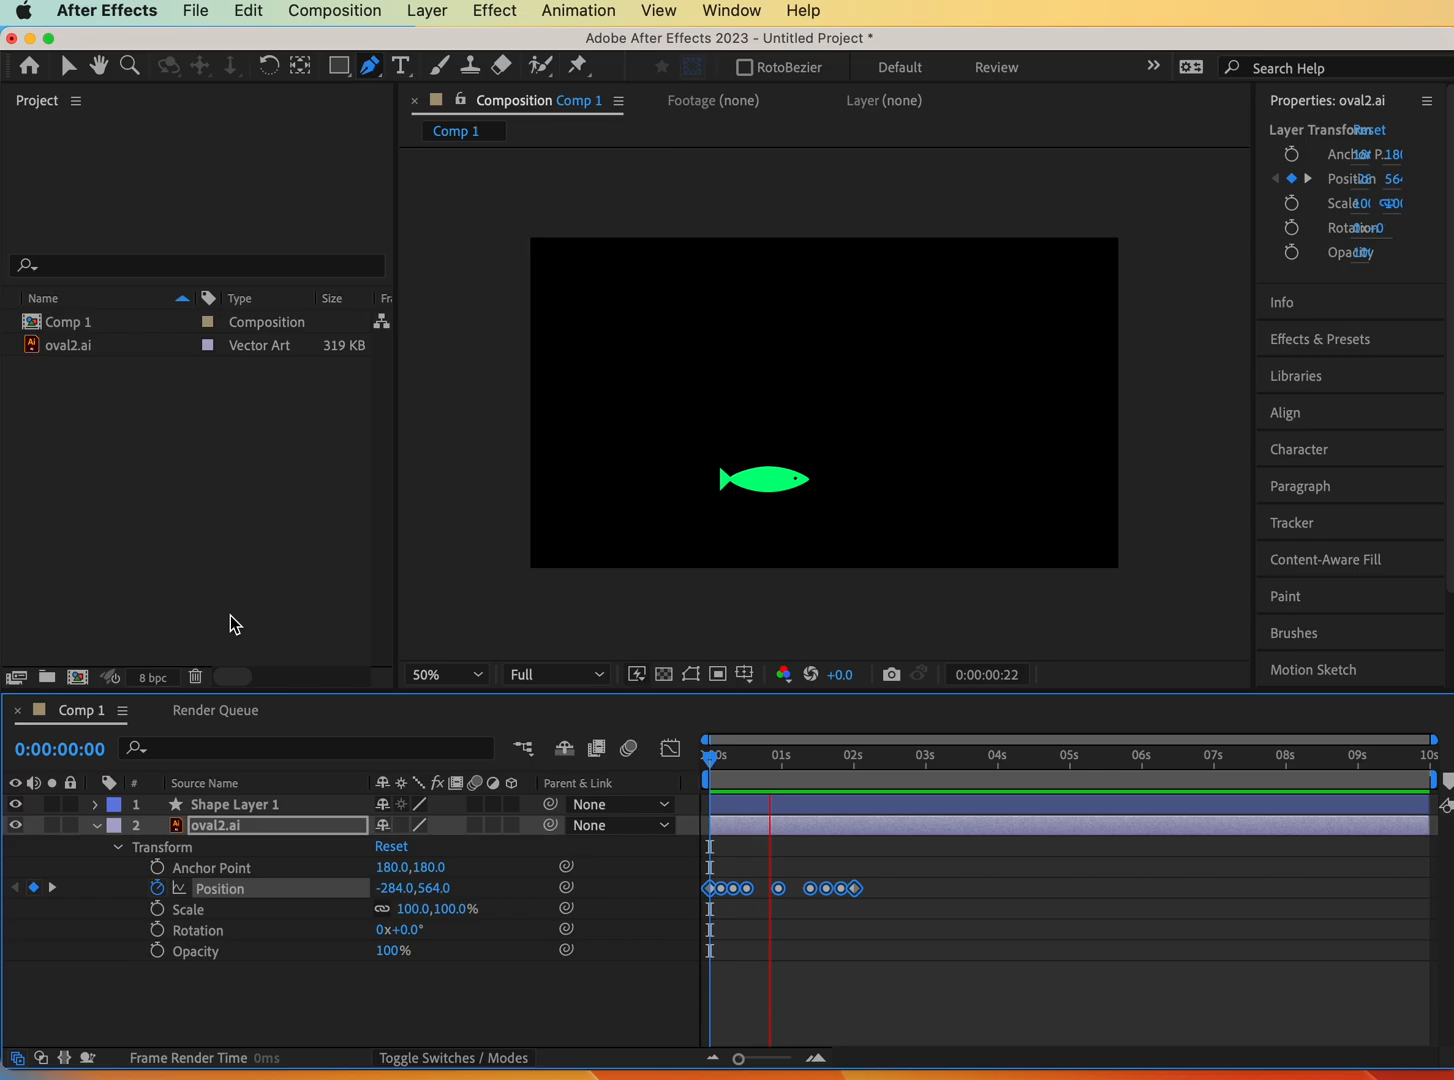 After Effects File Edit Composition Layer Effect Animation View Window Help
Adobe After Effects 2023 - Untitled Project *
RotoBezier Default Review Search Help
Project
Composition Comp 1 Footage (none) Layer (none)
Comp 1
Properties: oval2.ai
Layer Transform Reset
Anchor P..
Position
Scale
Rotation
Opacity
Info
Effects & Presets
Libraries
Align
Character
Paragraph
Tracker
Content-Aware Fill
Paint
Brushes
Motion Sketch
Name Type Size Fr
Comp 1 Composition
Ai oval2.ai Vector Art 319 KB
8 bpc
50% Full +0.0 0:00:00:22
Comp 1 Render Queue
0:00:00:00
01s 02s 03s 04s 05s 06s 07s 08s 09s 10s
# Source Name fx Parent & Link
1 Shape Layer 1 None
2 Ai oval2.ai None
Transform Reset
Anchor Point 180.0,180.0
Position -284.0,564.0
Scale 100.0,100.0%
Rotation 0x+0.0°
Opacity 100%
Frame Render Time 0ms Toggle Switches / Modes